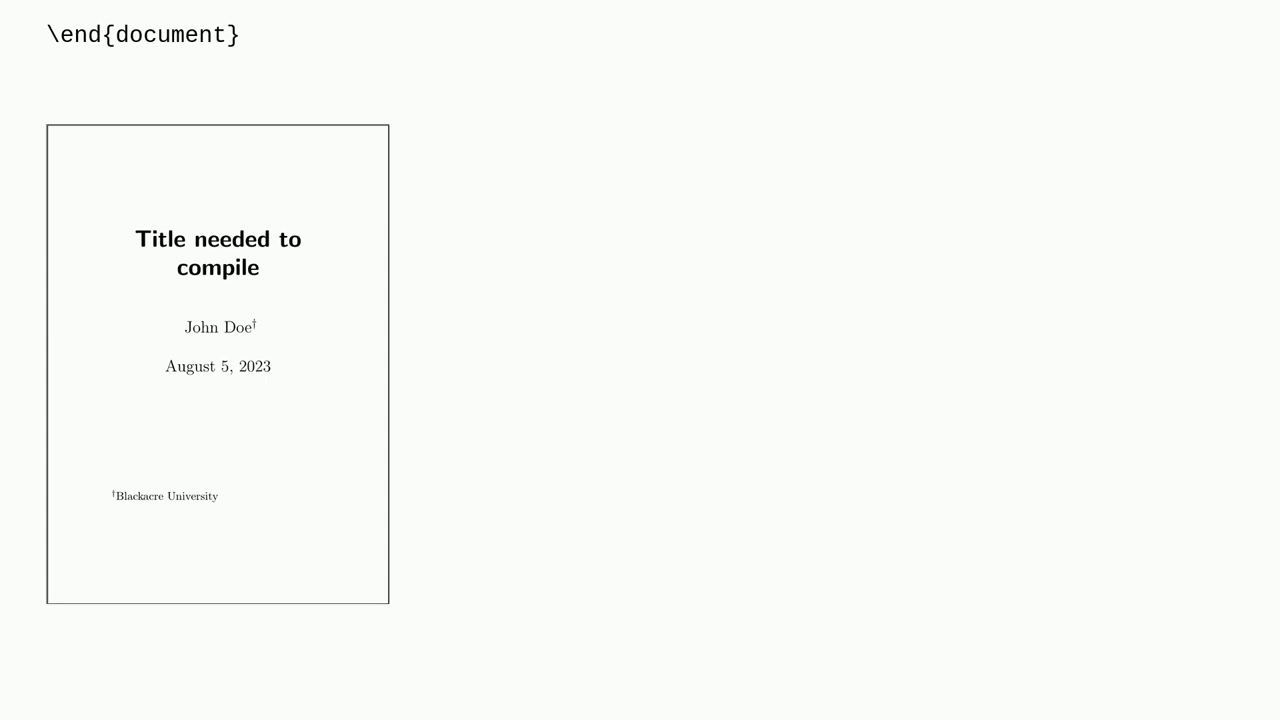 \end{document}
Title needed to
compile
John Doe†
August 5, 2023
†Blackacre University